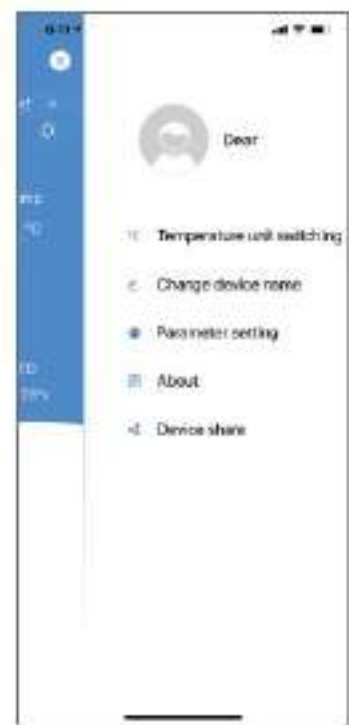 Dear
Temperature unit switching
Change device name
Parameter setting
About
Device share